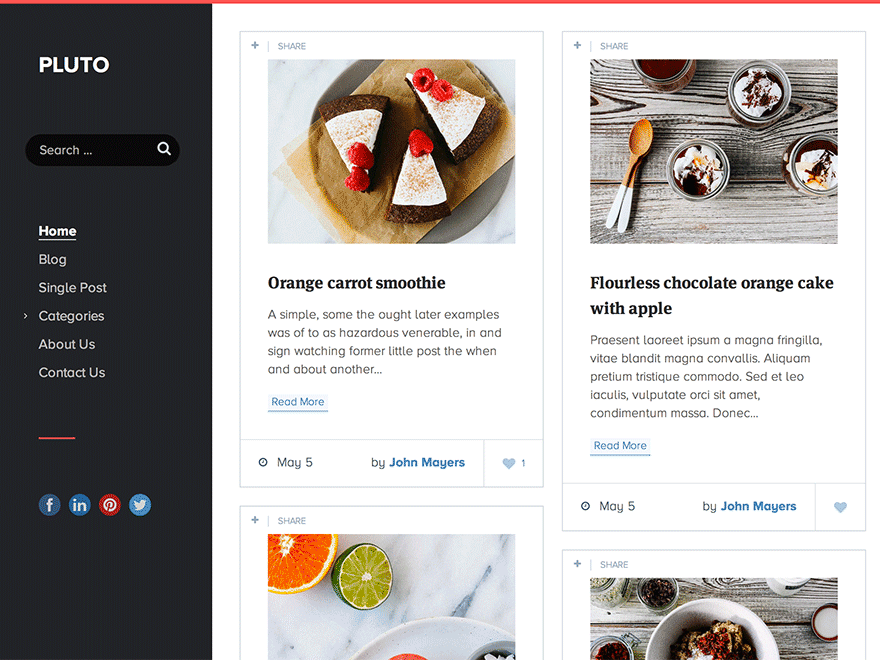 PLUTO
Search ...
Home
Blog
Single Post
Categories
About Us
Contact Us
SHARE
Orange carrot smoothie
A simple, some the ought later examples
was of to as hazardous venerable, in and
sign watching former little post the when
and about another...
Read More
May 5
by John Mayers
1
SHARE
SHARE
Flourless chocolate orange cake
with apple
Praesent laoreet ipsum a magna fringilla,
vitae blandit magna convallis. Aliquam
pretium tristique commodo. Sed et leo
iaculis, vulputate orci sit amet,
condimentum massa. Donec...
Read More
May 5
by John Mayers
SHARE